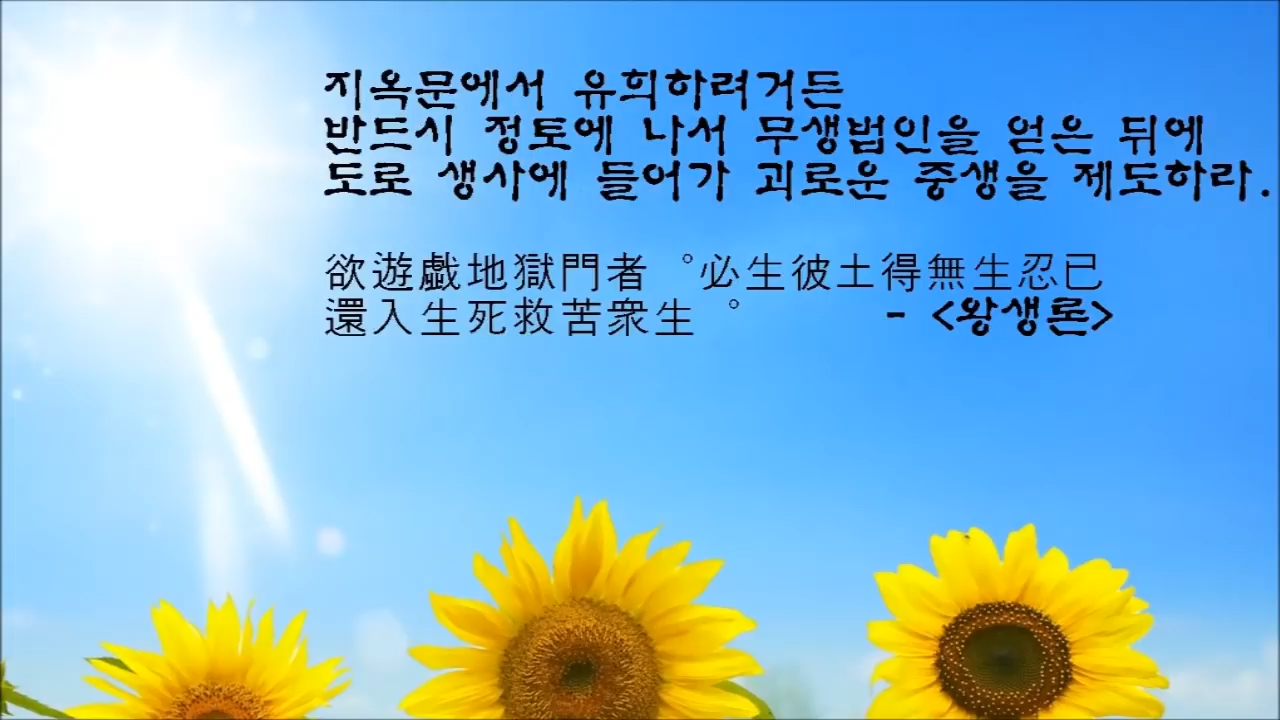 지옥문에서 유희하려거든
반드시 정토에 나서 무생법인을 얻은 뒤에
도로 생사에 들어가 괴로운 중생을 제도하라.
欲遊戱地獄門者 °必生彼土得無生忍已
還入生死救苦衆生 °        - <왕생론>